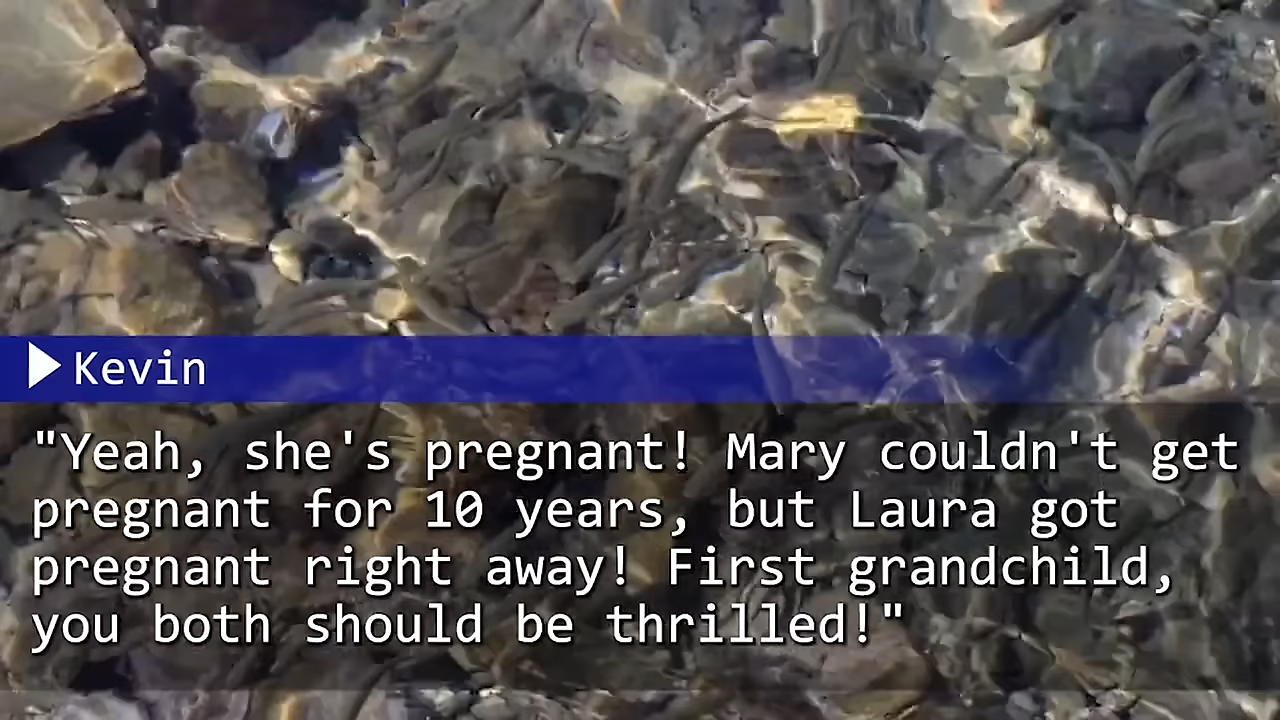 Kevin
"Yeah, she's pregnant! Mary couldn't get
pregnant for 10 years, but Laura got
pregnant right away! First grandchild,
you both should be thrilled!"